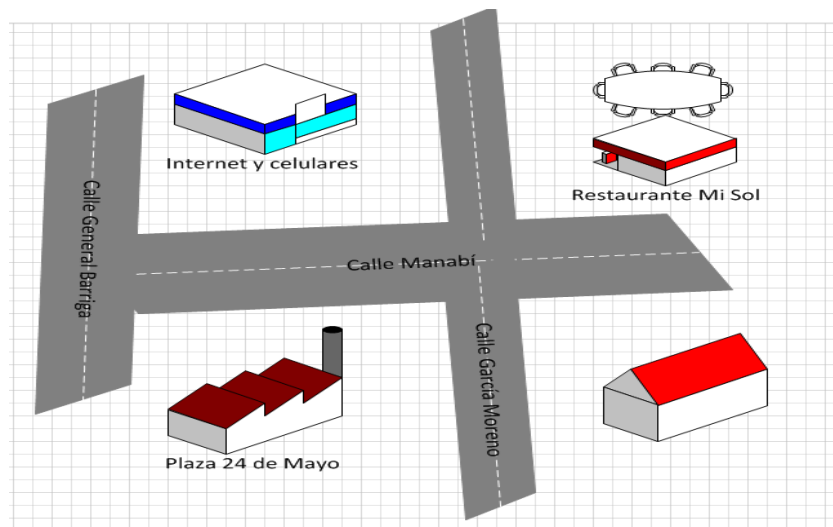 Internet y celulares
Restaurante Mi Sol
Calle General Barriga
Calle Manabí
Calle García Moreno
Plaza 24 de Mayo